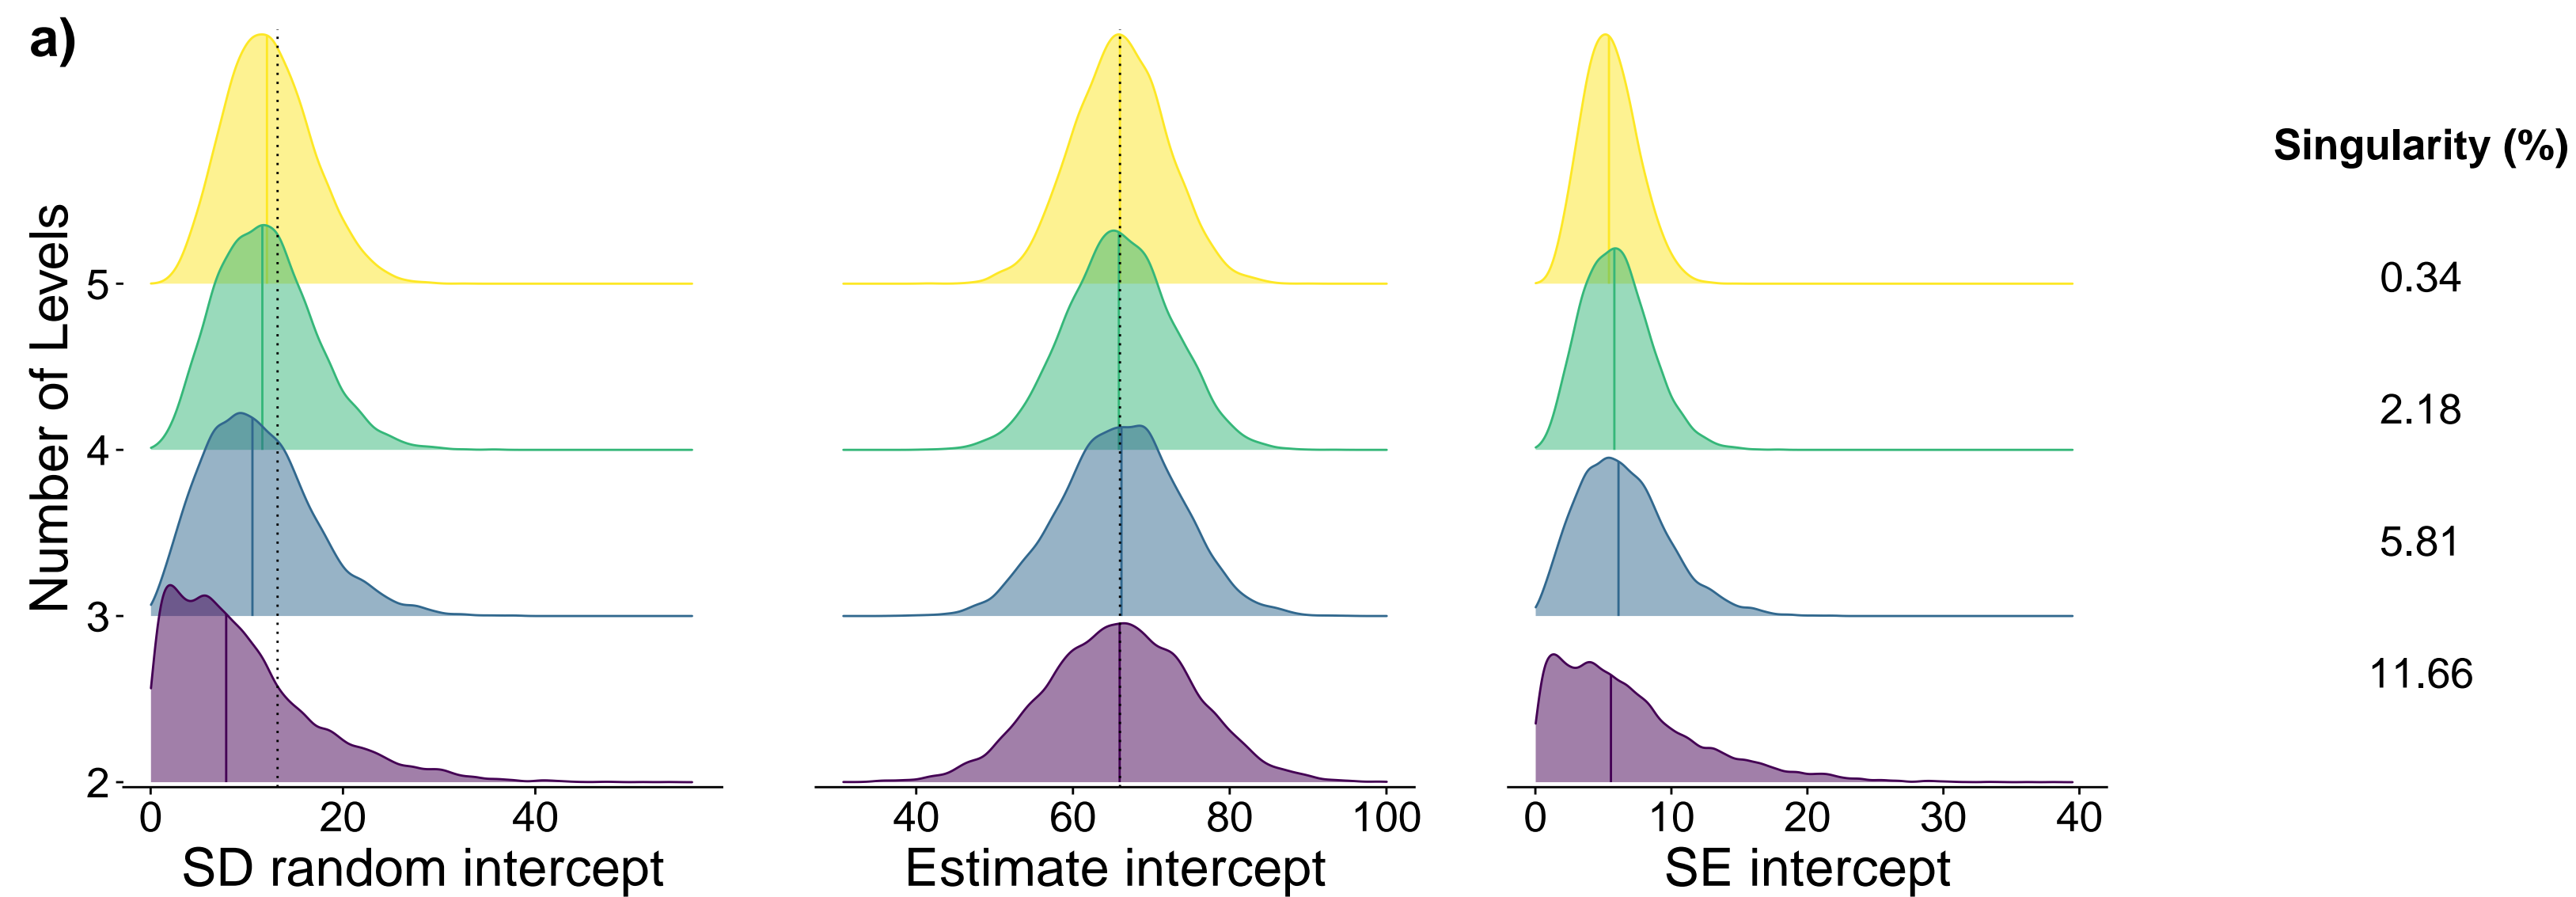 a)
Number of Levels
5
4
3
2
0 20 40
SD random intercept
40 60 80 100
Estimate intercept
0 10 20 30 40
SE intercept
Singularity (%)
0.34
2.18
5.81
11.66